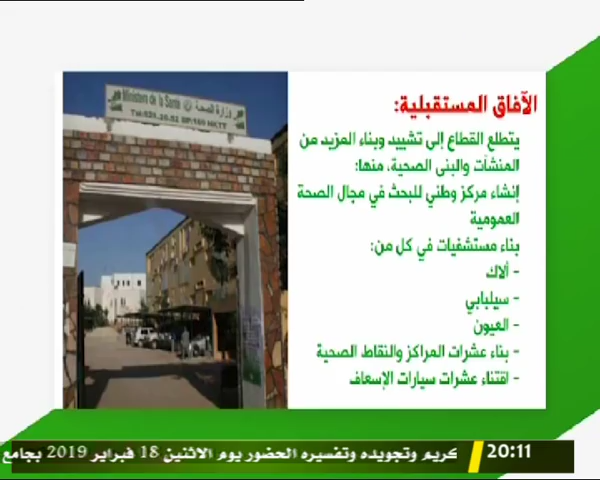 الآفاق المستقبلية:
يتطلع القطاع إلى تشييد وبناء المزيد من
المنشآت والبنى الصحية، منها:
إنشاء مركز وطني للبحث في مجال الصحة
العمومية
بناء مستشفيات في كل من:
- ألاك
- سيلبابي
- العيون
- بناء عشرات المراكز والنقاط الصحية
- اقتناء عشرات سيارات الإسعاف
Ministère de la Santé وزارة الصحة
20:11
كريم وتجويده وتفسيره الحضور يوم الاثنين 18 فبراير 2019 بجامع